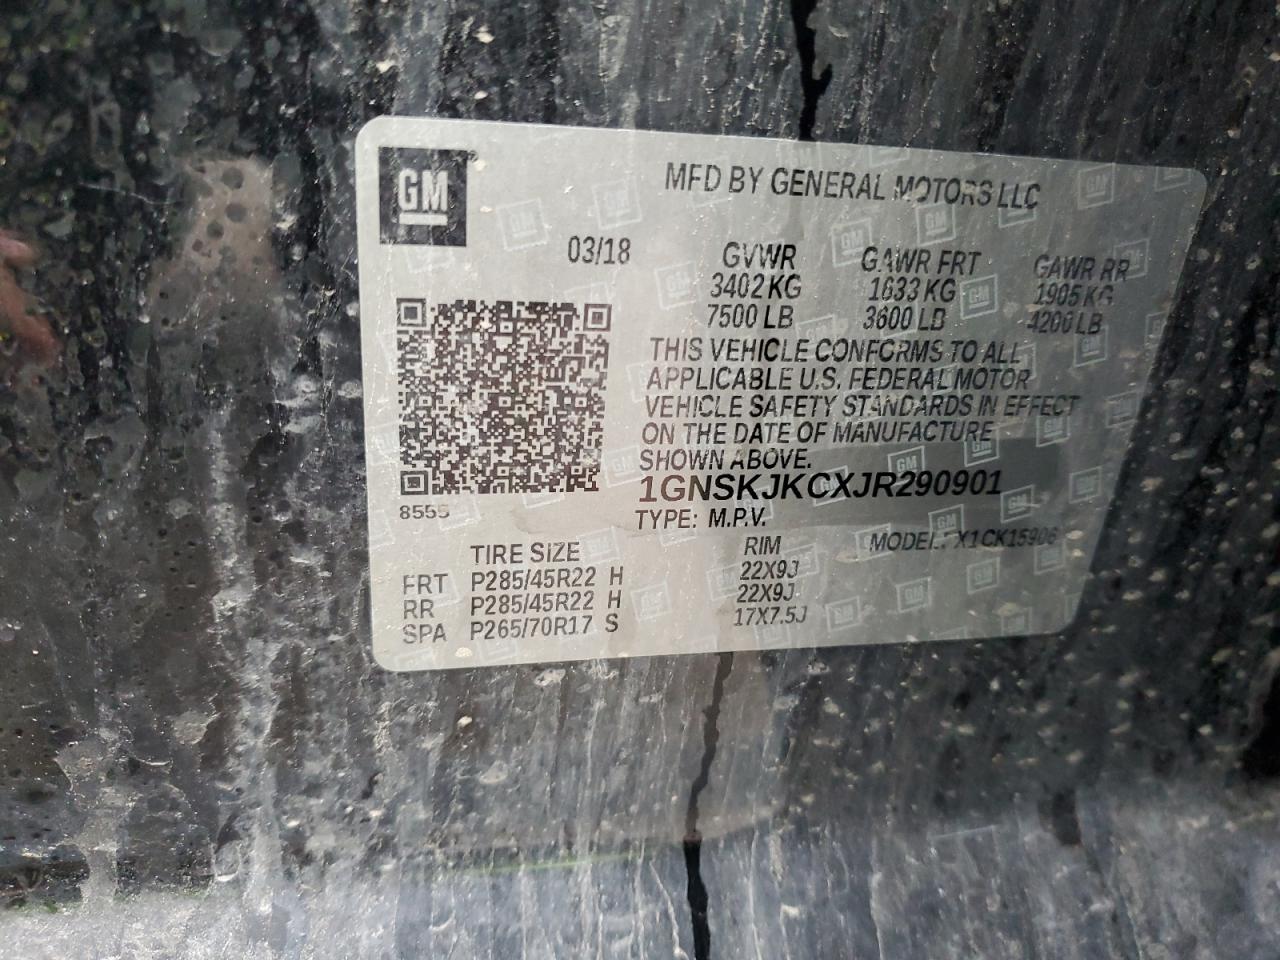 GM
MFD BY GENERAL MOTORS LLC
03/18 GVWR GAWR FRT GAWR RR
3402 KG 1633 KG 1905 KG
7500 LB 3600 LB 4200 LB
THIS VEHICLE CONFORMS TO ALL
APPLICABLE U.S. FEDERAL MOTOR
VEHICLE SAFETY STANDARDS IN EFFECT
ON THE DATE OF MANUFACTURE
SHOWN ABOVE.
1GNSKJKCXJR290901
8555 TYPE: M.P.V.
TIRE SIZE RIM MODEL: X1CK15906
FRT P285/45R22 H 22X9J
RR P285/45R22 H 22X9J
SPA P265/70R17 S 17X7.5J